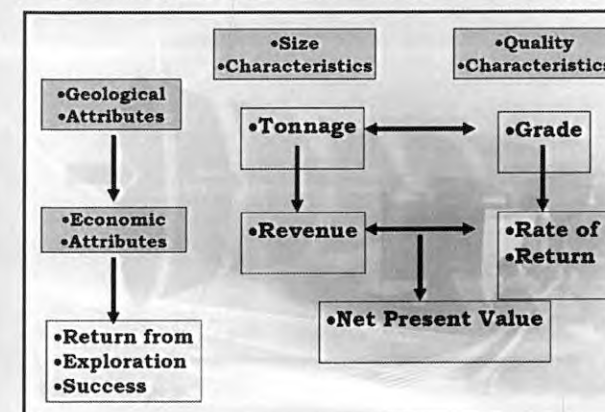 •Size
•Characteristics
•Quality
•Characteristics
•Geological
•Attributes
•Tonnage
•Grade
•Economic
•Attributes
•Revenue
•Rate of
•Return
•Net Present Value
•Return from
•Exploration
•Success